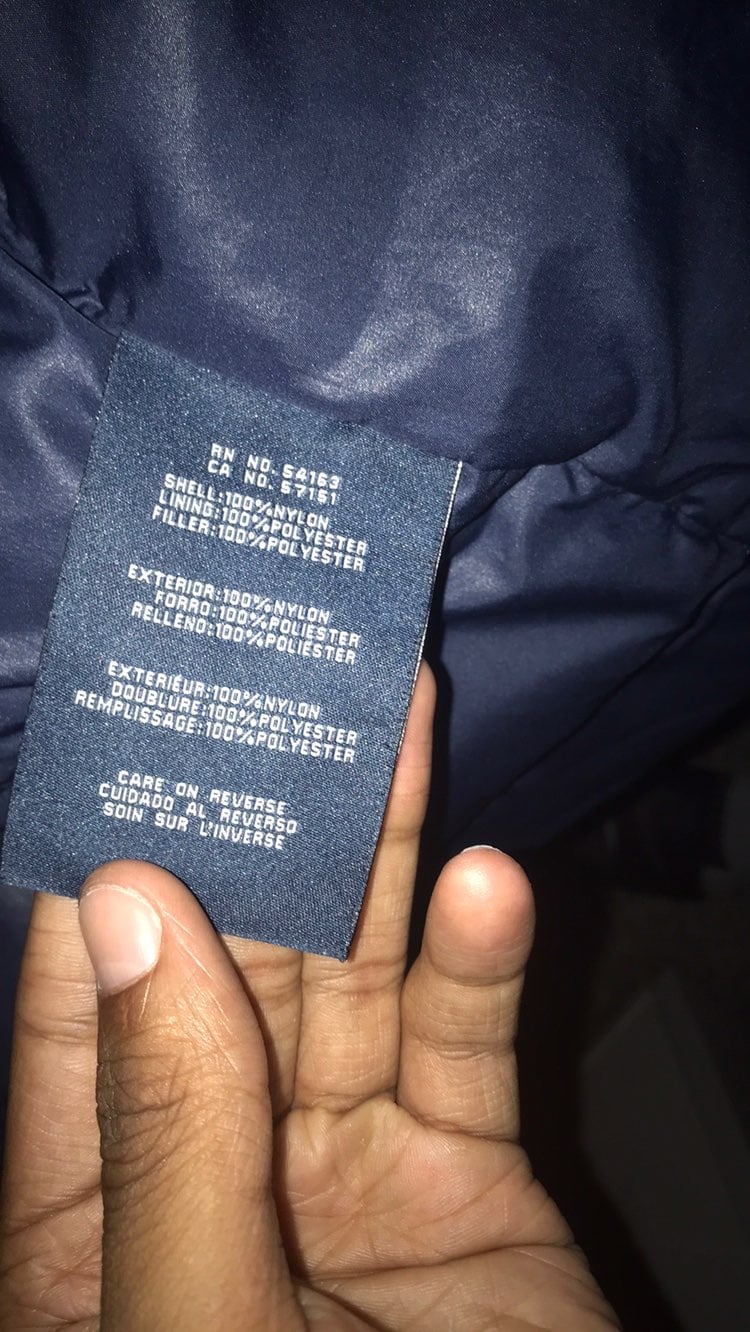 RN NO. 54163
CA NO. 57151
SHELL:100%NYLON
LINING:100%POLYESTER
FILLER:100%POLYESTER
EXTERIOR:100%NYLON
FORRO:100%POLIESTER
RELLENO:100%POLIESTER
EXTERIEUR:100%NYLON
DOUBLURE:100%POLYESTER
REMPLISSAGE:100%POLYESTER
CARE ON REVERSE
CUIDADO AL REVERSO
SOIN SUR L'INVERSE